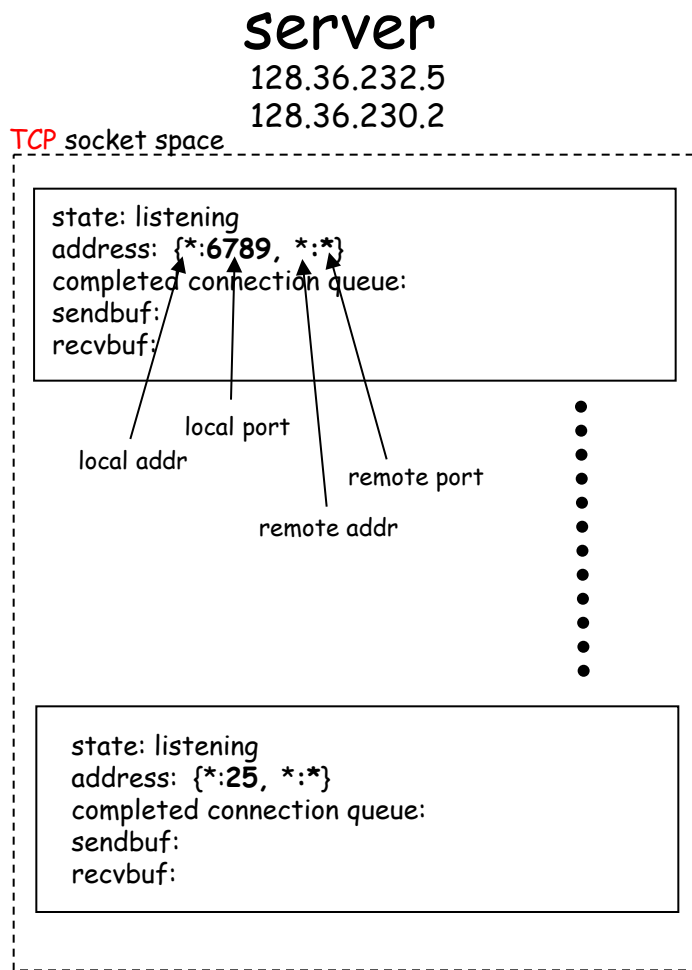 server
128.36.232.5
128.36.230.2
TCP socket space
state: listening
address: {*:6789, *:*}
completed connection queue:
sendbuf:
recvbuf:
local port
local addr
remote port
remote addr
state: listening
address: {*:25, *:*}
completed connection queue:
sendbuf:
recvbuf: